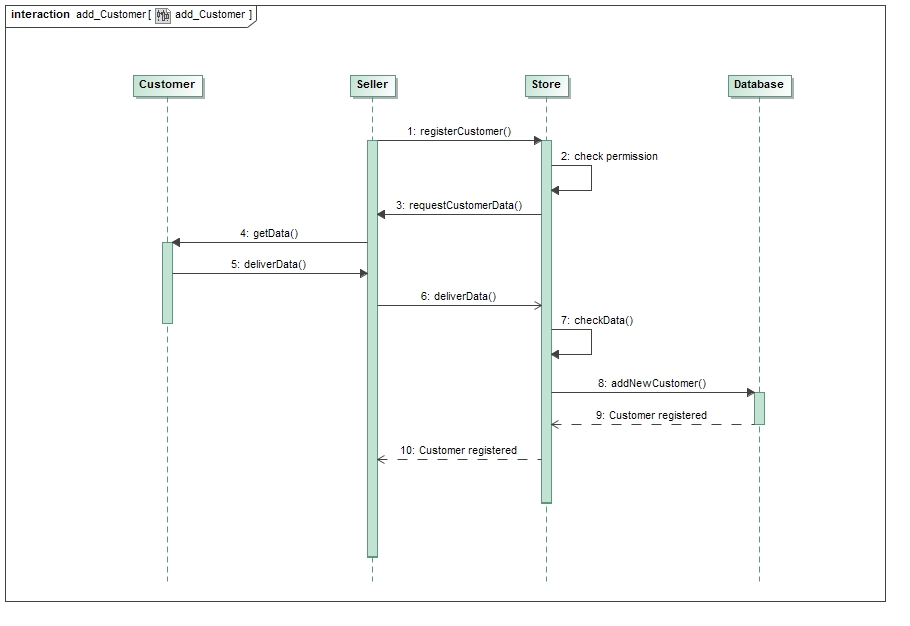 interaction add_Customer[ add_Customer ]
Customer
Seller
Store
Database
1: registerCustomer()
2: check permission
3: requestCustomerData()
4: getData()
5: deliverData()
6: deliverData()
7: checkData()
8: addNewCustomer()
9: Customer registered
10: Customer registered